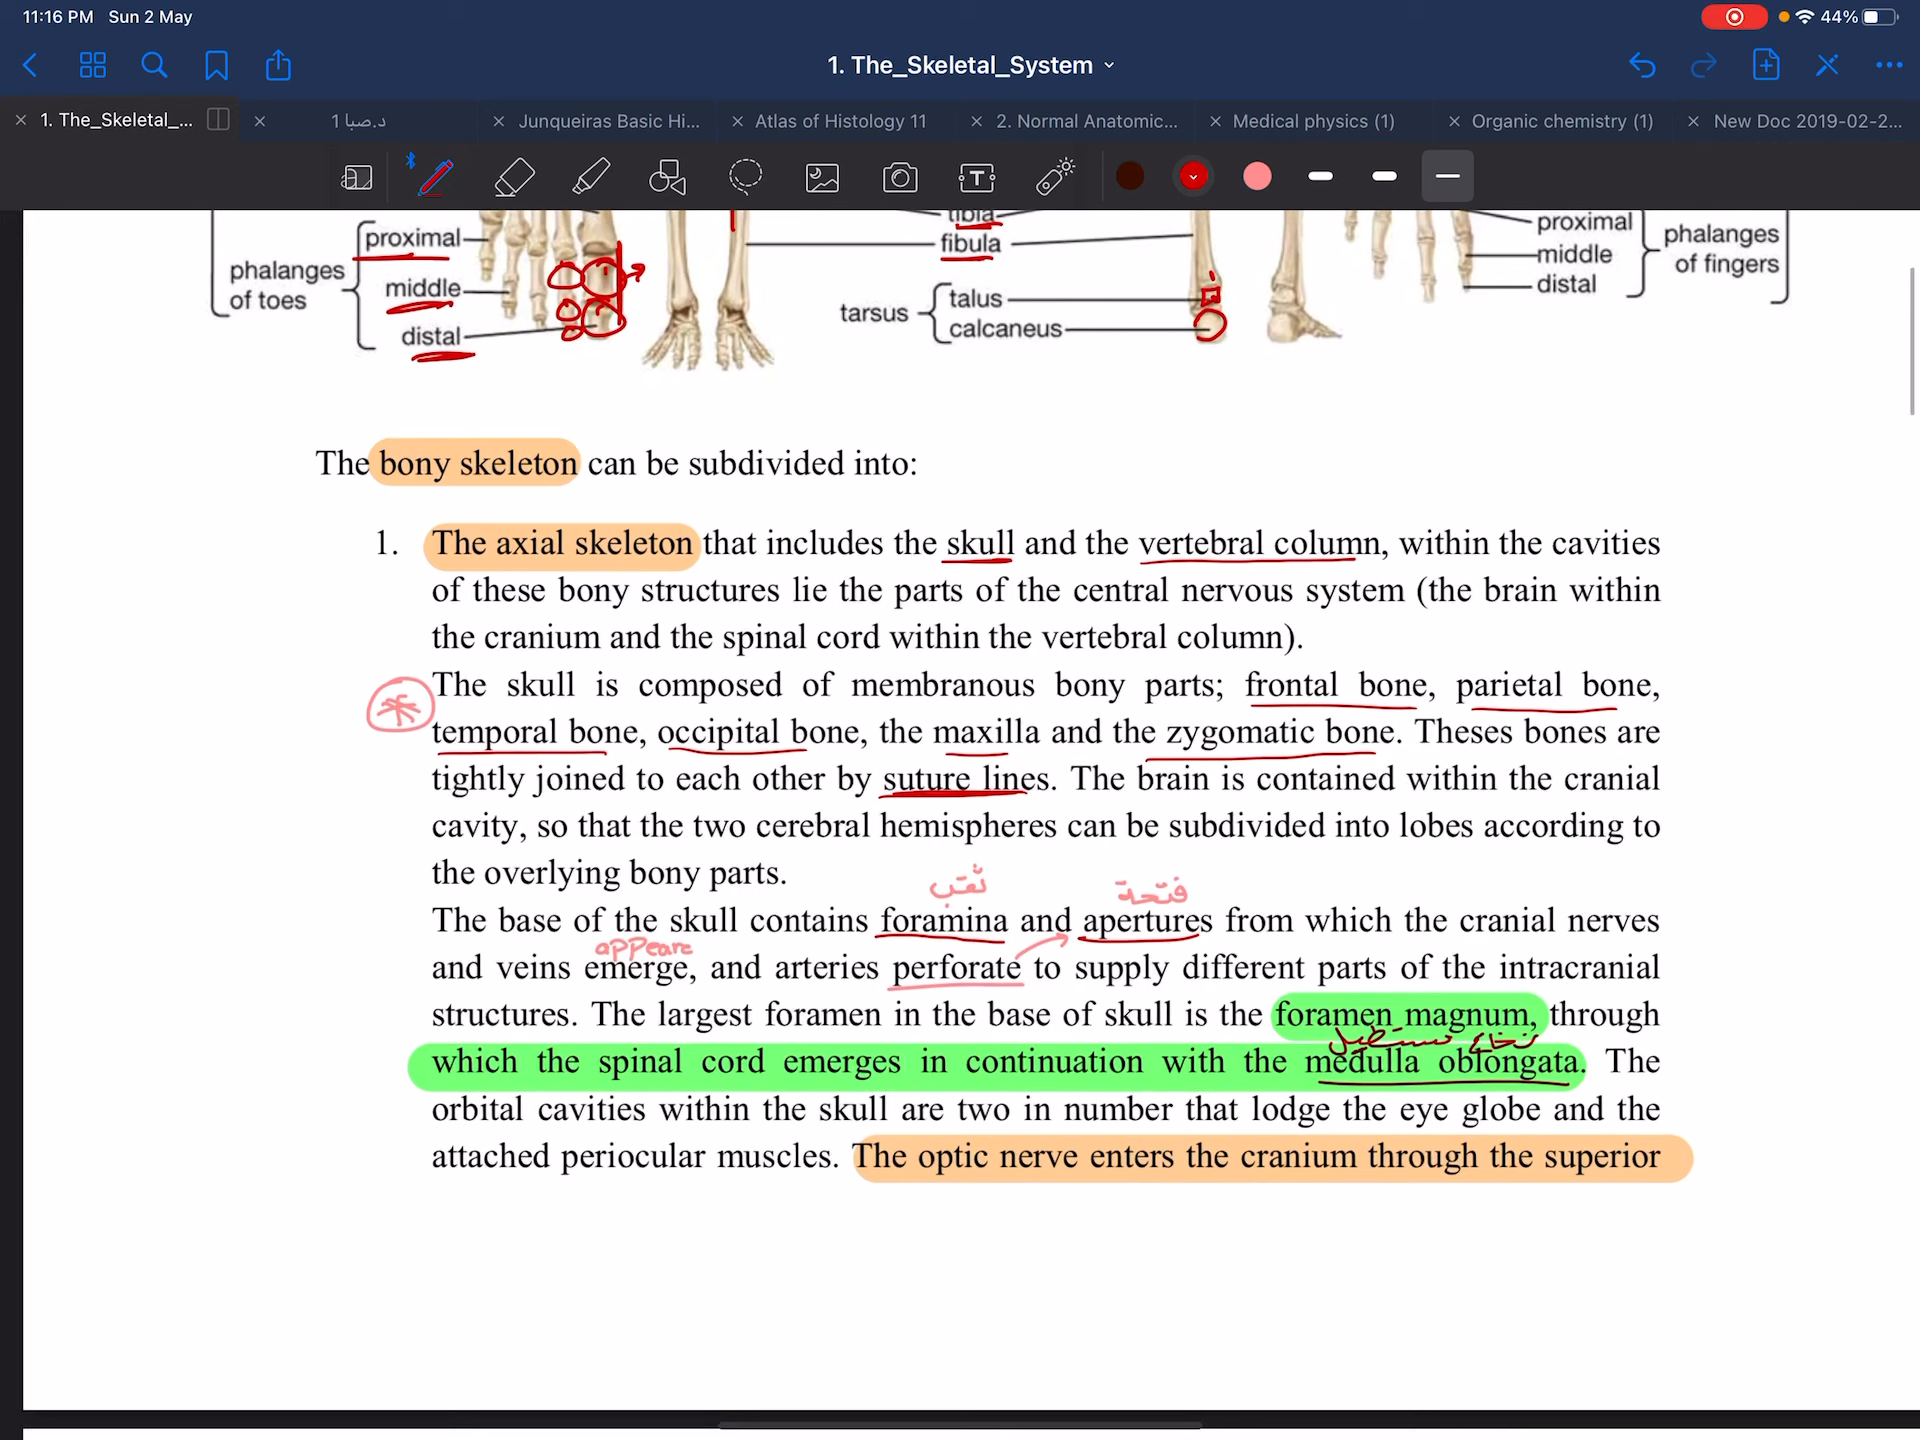 11:16 PM Sun 2 May
44%
1. The_Skeletal_System
1. The_Skeletal_...
د.صبا 1
Junqueiras Basic Hi...
Atlas of Histology 11
2. Normal Anatomic...
Medical physics (1)
Organic chemistry (1)
New Doc 2019-02-2...
phalanges of toes
proximal
middle
distal
tibia
fibula
tarsus
talus
calcaneus
proximal
middle
distal
phalanges of fingers
The bony skeleton can be subdivided into:
1. The axial skeleton that includes the skull and the vertebral column, within the cavities
of these bony structures lie the parts of the central nervous system (the brain within
the cranium and the spinal cord within the vertebral column).
The skull is composed of membranous bony parts; frontal bone, parietal bone,
temporal bone, occipital bone, the maxilla and the zygomatic bone. Theses bones are
tightly joined to each other by suture lines. The brain is contained within the cranial
cavity, so that the two cerebral hemispheres can be subdivided into lobes according to
the overlying bony parts.
ثقب فتحة
The base of the skull contains foramina and apertures from which the cranial nerves
appeare
and veins emerge, and arteries perforate to supply different parts of the intracranial
structures. The largest foramen in the base of skull is the foramen magnum, through
نخاع مستطيل
which the spinal cord emerges in continuation with the medulla oblongata. The
orbital cavities within the skull are two in number that lodge the eye globe and the
attached periocular muscles. The optic nerve enters the cranium through the superior